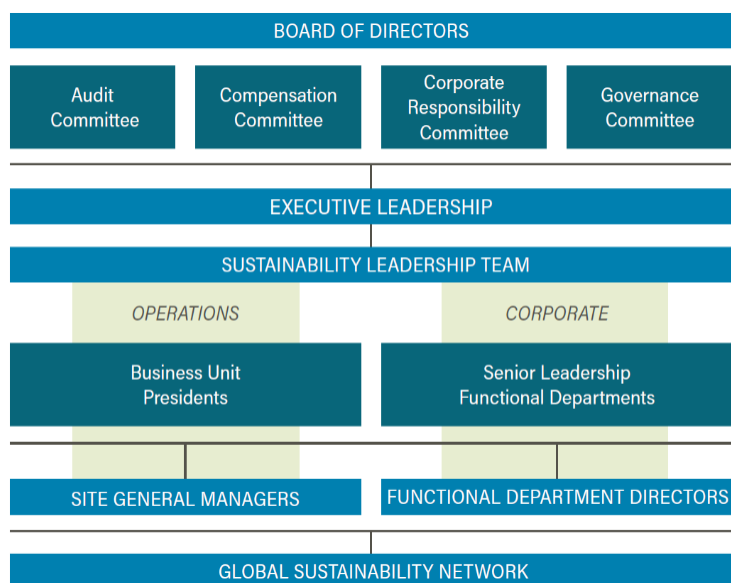 BOARD OF DIRECTORS
Audit
Committee
Compensation
Committee
Corporate
Responsibility
Committee
Governance
Committee
EXECUTIVE LEADERSHIP
SUSTAINABILITY LEADERSHIP TEAM
OPERATIONS
CORPORATE
Business Unit
Presidents
Senior Leadership
Functional Departments
SITE GENERAL MANAGERS
FUNCTIONAL DEPARTMENT DIRECTORS
GLOBAL SUSTAINABILITY NETWORK